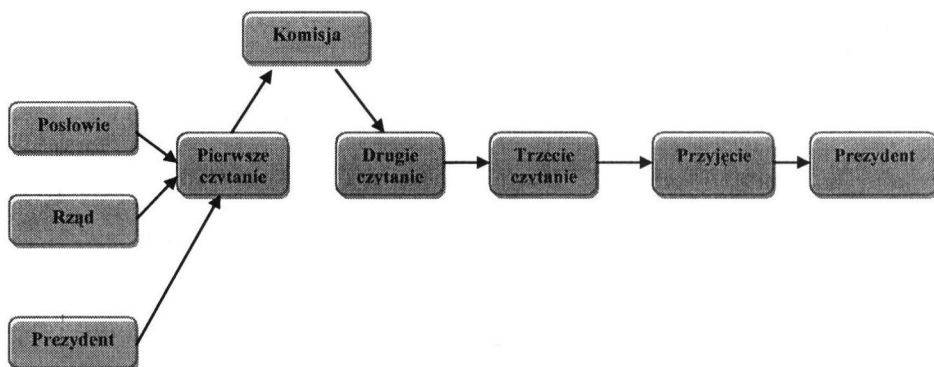 Komisja
Posłowie
Pierwsze
czytanie
Drugie
czytanie
Trzecie
czytanie
Przyjęcie
Prezydent
Rząd
Prezydent